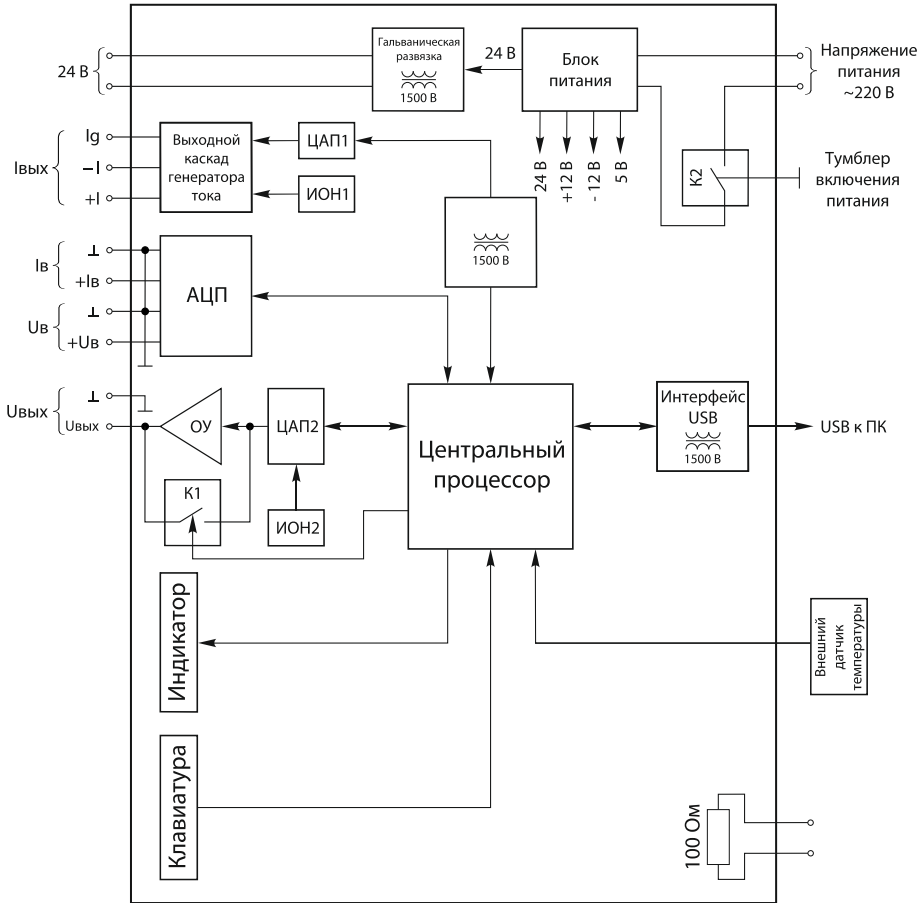 24 В
Гальваническая
развязка
1500 В
24 В
Блок
питания
Напряжение
питания
~220 В
24 В
+12 В
- 12 В
5 В
К2
Тумблер
включения
питания
Iвых
Ig
–I
+I
Выходной
каскад
генератора
тока
ЦАП1
ИОН1
1500 В
Iв
⊥
+Iв
Uв
⊥
+Uв
АЦП
Uвых
⊥
Uвых
ОУ
ЦАП2
К1
ИОН2
Центральный
процессор
Интерфейс
USB
1500 В
USB к ПК
Индикатор
Внешний
датчик
температуры
Клавиатура
100 Ом